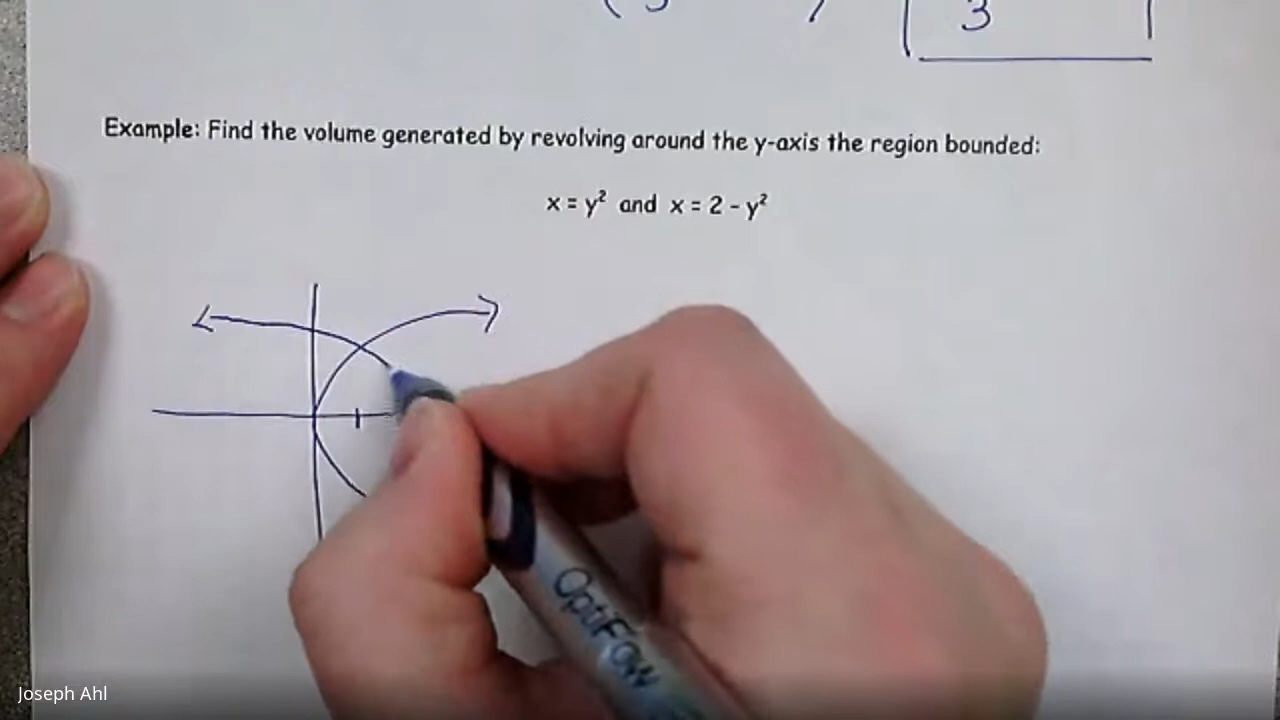 3
Example: Find the volume generated by revolving around the y-axis the region bounded:
x = y² and x = 2 - y²
OptiFlow
Joseph Ahl